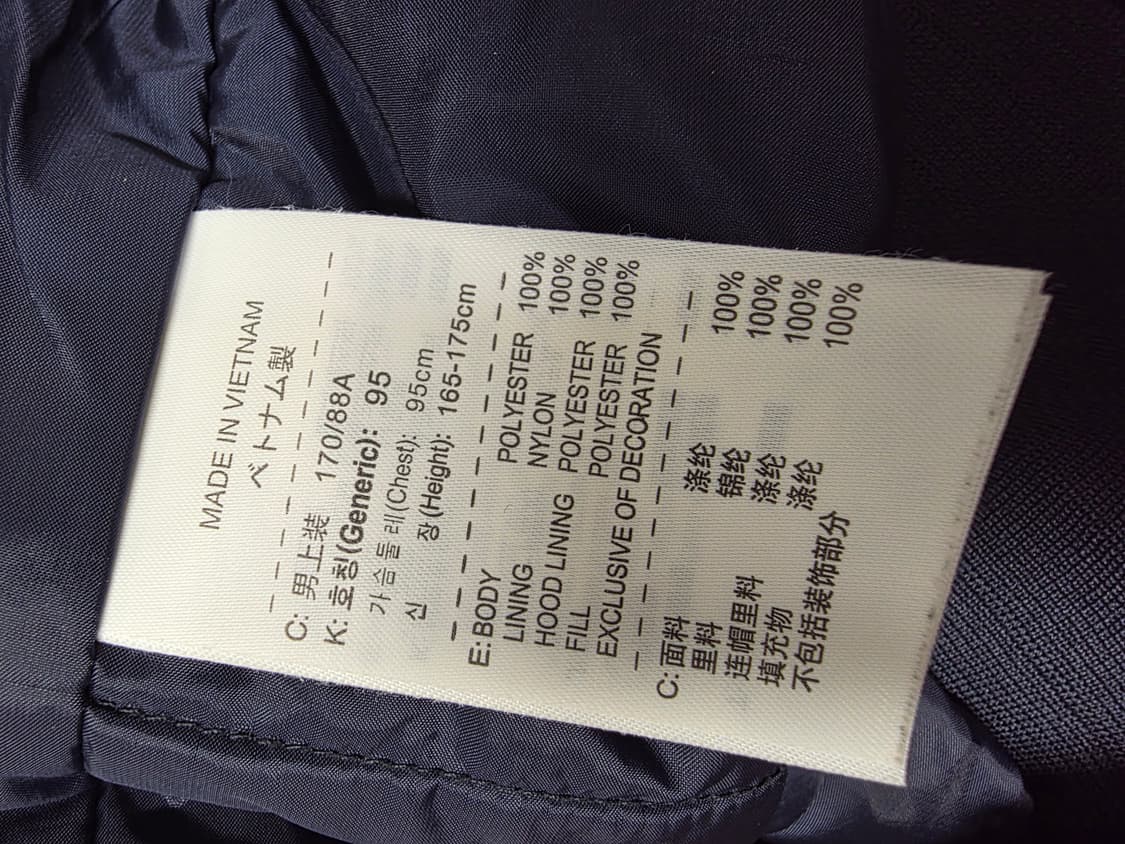 MADE IN VIETNAM
ベトナム製
C: 男上装 170/88A
K: 호칭(Generic): 95
가슴둘레(Chest): 95cm
신 장(Height): 165-175cm
E: BODY POLYESTER 100%
LINING NYLON 100%
HOOD LINING POLYESTER 100%
FILL POLYESTER 100%
EXCLUSIVE OF DECORATION
C: 面料 涤纶 100%
里料 锦纶 100%
连帽里料 涤纶 100%
填充物 涤纶 100%
不包括装饰部分